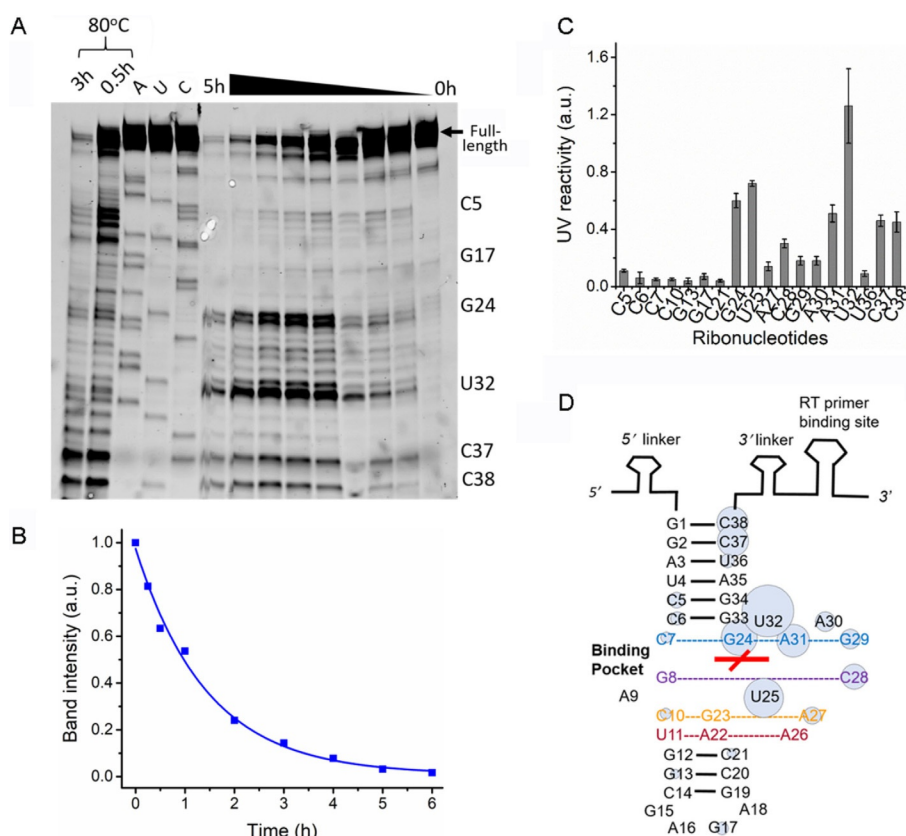 A
80°C
3h 0.5h A U C 5h 0h
Full-
length
C5
G17
G24
U32
C37
C38
B
Band intensity (a.u.)
1.0
0.8
0.6
0.4
0.2
0.0
0 1 2 3 4 5 6
Time (h)
C
UV reactivity (a.u.)
1.6
1.2
0.8
0.4
0.0
C5 C6 C7 C10 G13 G17 C21 G24 U25 A27 C28 G29 A30 A31 U32 U36 C37 C38
Ribonucleotides
D
RT primer
binding site
5′ linker 3′ linker
5′ 3′
G1 C38
G2 C37
A3 U36
U4 A35
C5 G34
C6 G33 U32 A30
C7 G24 A31 G29
Binding
Pocket
G8 C28
A9 U25
C10 G23 A27
U11 A22 A26
G12 C21
G13 C20
C14 G19
G15 A18
A16 G17